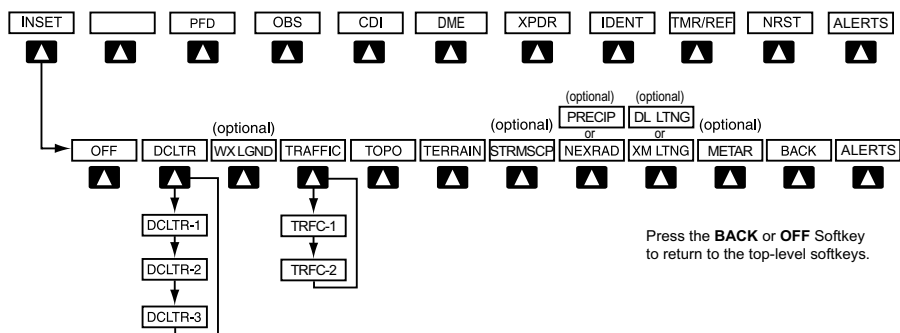 INSET PFD OBS CDI DME XPDR IDENT TMR/REF NRST ALERTS
(optional) (optional)
(optional) (optional) PRECIP DL LTNG (optional)
or or
OFF DCLTR WX LGND TRAFFIC TOPO TERRAIN STRMSCP NEXRAD XM LTNG METAR BACK ALERTS
DCLTR-1 TRFC-1
DCLTR-2 TRFC-2
DCLTR-3
Press the BACK or OFF Softkey
to return to the top-level softkeys.